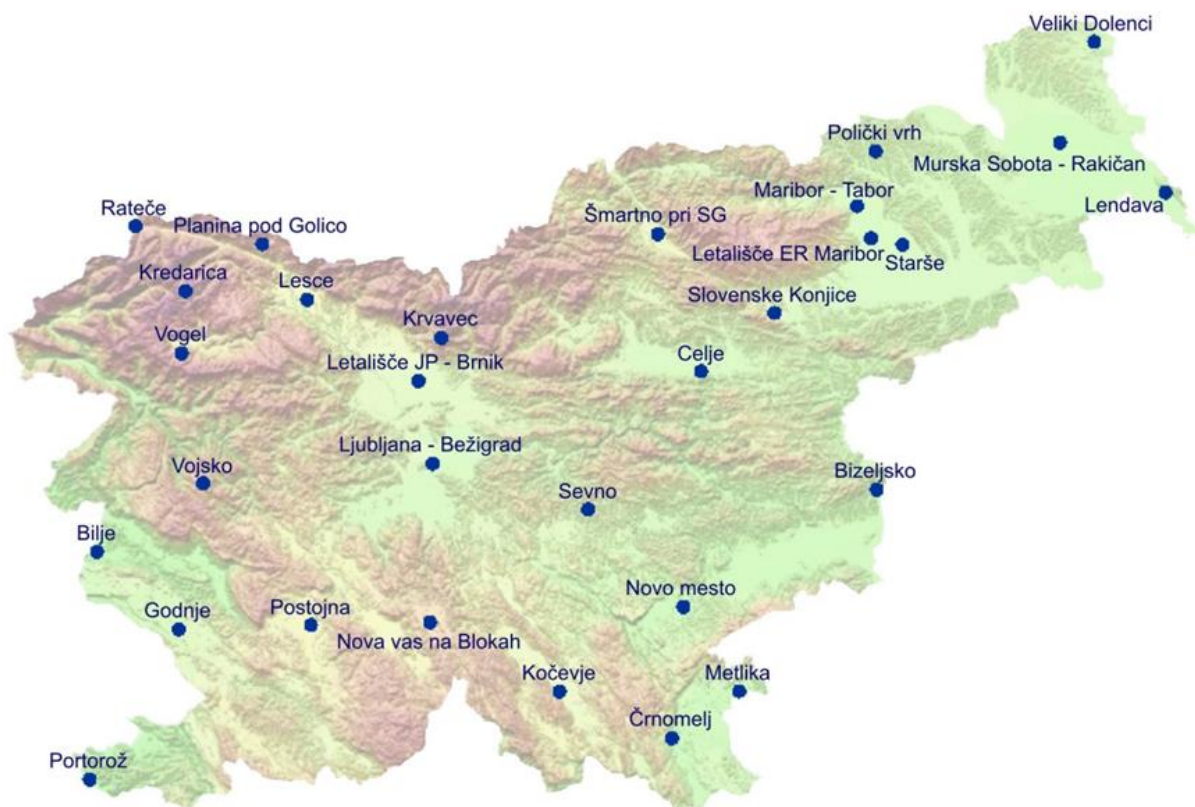 Veliki Dolenci
Polički vrh
Murska Sobota - Rakičan
Maribor - Tabor
Lendava
Rateče
Planina pod Golico
Šmartno pri SG
Letališče ER Maribor
Starše
Kredarica
Lesce
Slovenske Konjice
Krvavec
Vogel
Letališče JP - Brnik
Celje
Ljubljana - Bežigrad
Vojsko
Sevno
Bizeljsko
Bilje
Novo mesto
Godnje
Postojna
Nova vas na Blokah
Kočevje
Metlika
Črnomelj
Portorož